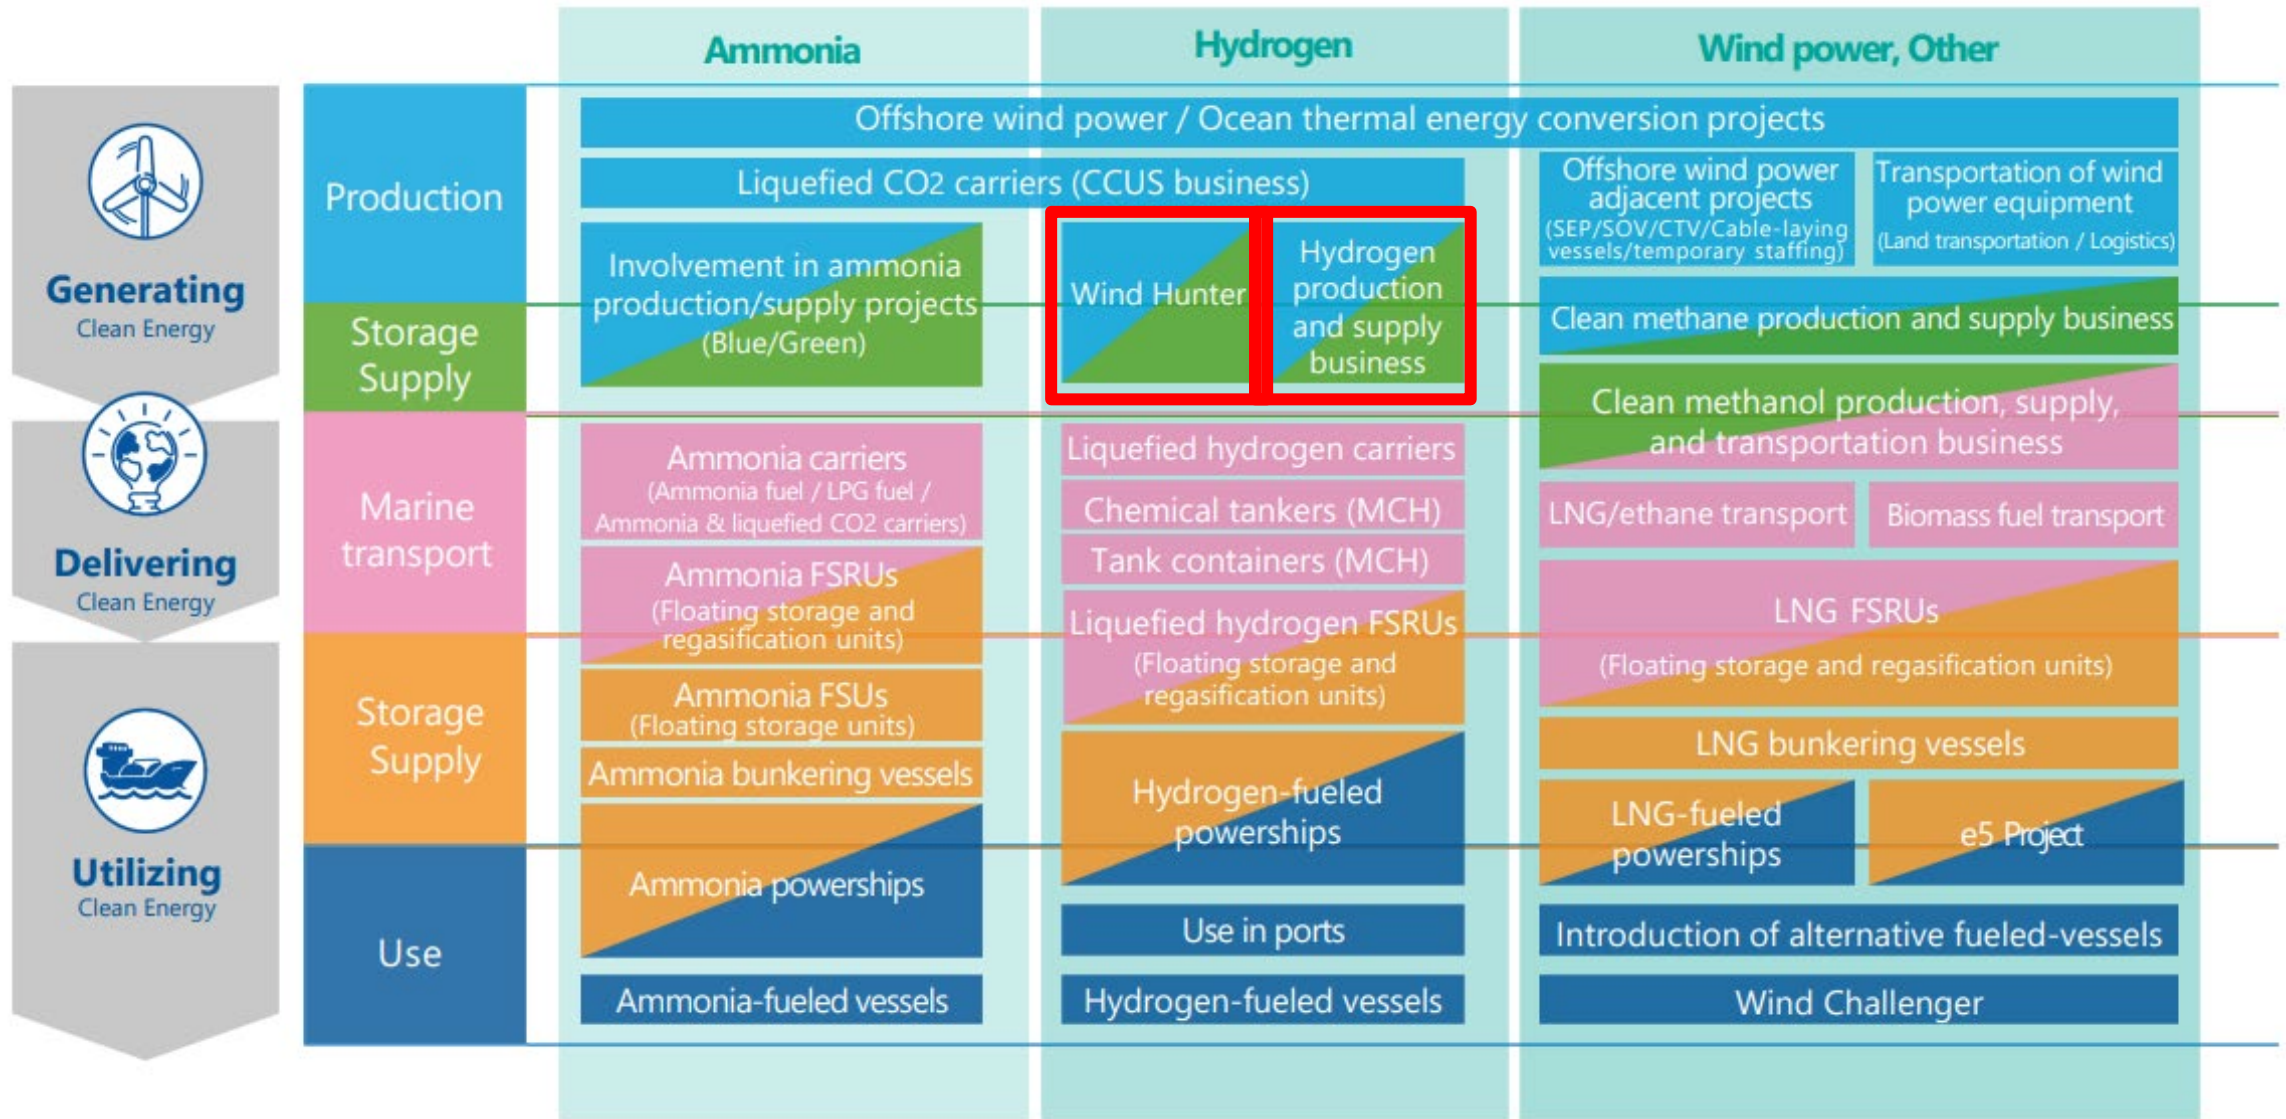 Ammonia
Hydrogen
Wind power, Other
Generating
Clean Energy
Delivering
Clean Energy
Utilizing
Clean Energy
Production
Storage
Supply
Marine
transport
Storage
Supply
Use
Offshore wind power / Ocean thermal energy conversion projects
Liquefied CO2 carriers (CCUS business)
Involvement in ammonia
production/supply projects
(Blue/Green)
Ammonia carriers
(Ammonia fuel / LPG fuel /
Ammonia & liquefied CO2 carriers)
Ammonia FSRUs
(Floating storage and
regasification units)
Ammonia FSUs
(Floating storage units)
Ammonia bunkering vessels
Ammonia powerships
Ammonia-fueled vessels
Wind Hunter
Hydrogen
production
and supply
business
Liquefied hydrogen carriers
Chemical tankers (MCH)
Tank containers (MCH)
Liquefied hydrogen FSRUs
(Floating storage and
regasification units)
Hydrogen-fueled
powerships
Use in ports
Hydrogen-fueled vessels
Offshore wind power
adjacent projects
(SEP/SOV/CTV/Cable-laying
vessels/temporary staffing)
Transportation of wind
power equipment
(Land transportation / Logistics)
Clean methane production and supply business
Clean methanol production, supply,
and transportation business
LNG/ethane transport
Biomass fuel transport
LNG FSRUs
(Floating storage and regasification units)
LNG bunkering vessels
LNG-fueled
powerships
e5 Project
Introduction of alternative fueled-vessels
Wind Challenger